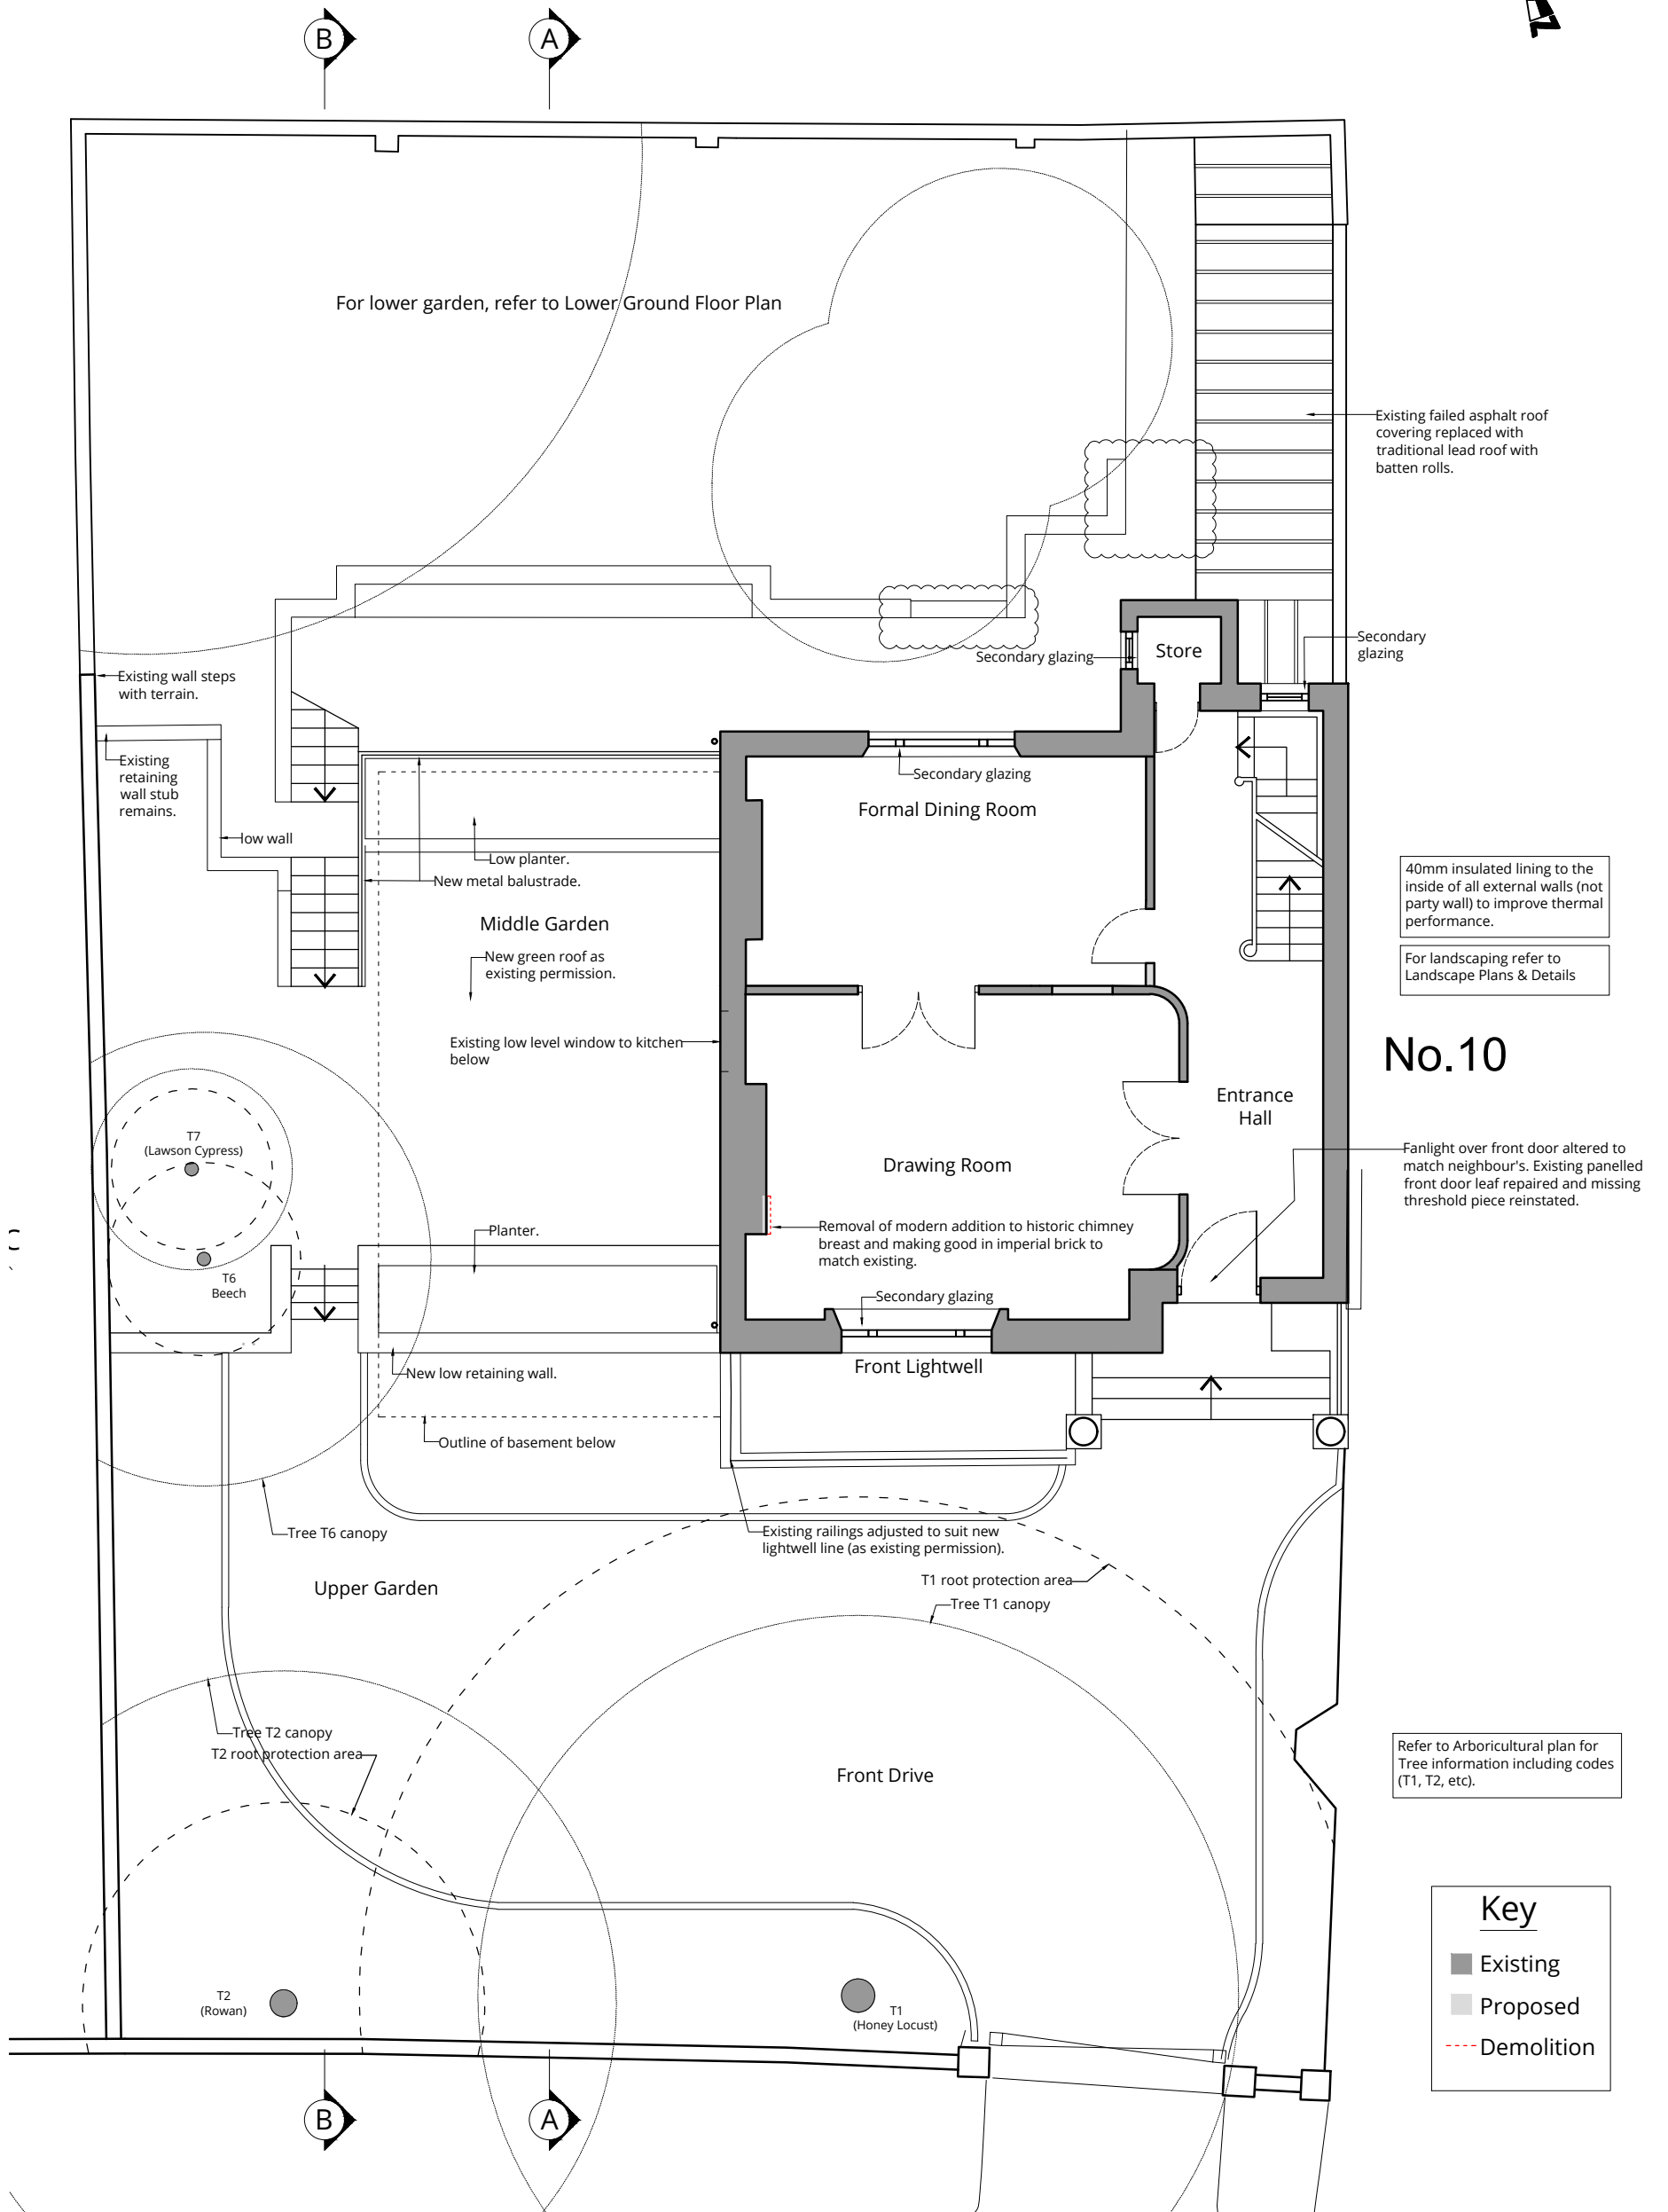 B
A
For lower garden, refer to Lower Ground Floor Plan
Existing failed asphalt roof
covering replaced with
traditional lead roof with
batten rolls.
Secondary glazing
Store
Secondary
glazing
Existing wall steps
with terrain.
Existing
retaining
wall stub
remains.
low wall
Secondary glazing
Formal Dining Room
Low planter.
New metal balustrade.
Middle Garden
New green roof as
existing permission.
40mm insulated lining to the
inside of all external walls (not
party wall) to improve thermal
performance.
For landscaping refer to
Landscape Plans & Details
Existing low level window to kitchen
below
No.10
Entrance
Hall
T7
(Lawson Cypress)
Drawing Room
Fanlight over front door altered to
match neighbour's. Existing panelled
front door leaf repaired and missing
threshold piece reinstated.
Planter.
Removal of modern addition to historic chimney
breast and making good in imperial brick to
match existing.
T6
Beech
Secondary glazing
Front Lightwell
New low retaining wall.
Outline of basement below
Tree T6 canopy
Existing railings adjusted to suit new
lightwell line (as existing permission).
Upper Garden
T1 root protection area
Tree T1 canopy
Tree T2 canopy
T2 root protection area
Front Drive
Refer to Arboricultural plan for
Tree information including codes
(T1, T2, etc).
Key
Existing
Proposed
Demolition
T2
(Rowan)
T1
(Honey Locust)
B
A